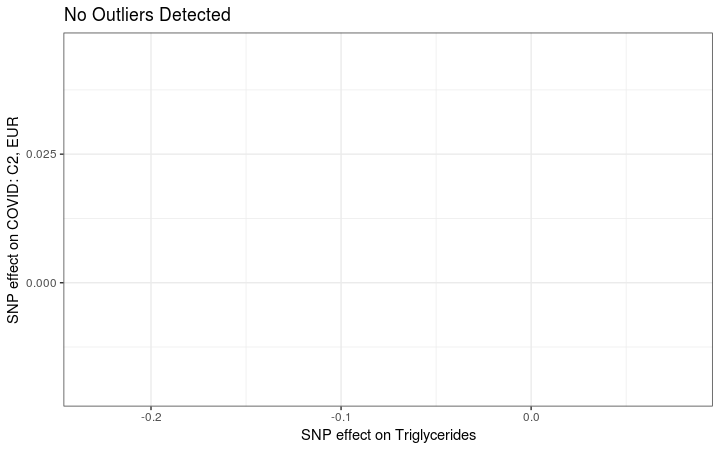 No Outliers Detected
SNP effect on COVID: C2, EUR
0.025
0.000
-0.2
-0.1
0.0
SNP effect on Triglycerides